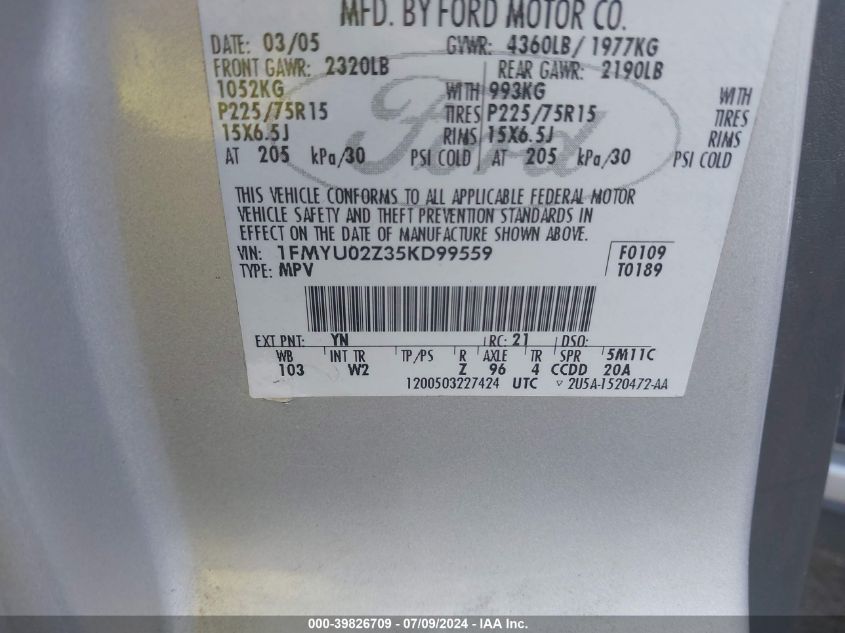 MFD. BY FORD MOTOR CO.
DATE: 03/05 GVWR: 4360LB/1977KG
FRONT GAWR: 2320LB REAR GAWR: 2190LB
1052KG WITH 993KG WITH
P225/75R15 TIRES P225/75R15 TIRES
15X6.5J RIMS 15X6.5J RIMS
AT 205 kPa/30 PSI COLD AT 205 kPa/30 PSI COLD
Ford
THIS VEHICLE CONFORMS TO ALL APPLICABLE FEDERAL MOTOR
VEHICLE SAFETY AND THEFT PREVENTION STANDARDS IN
EFFECT ON THE DATE OF MANUFACTURE SHOWN ABOVE.
VIN: 1FMYU02Z35KD99559 F0109
TYPE: MPV T0189
EXT PNT: YN RC: 21 DSO:
WB INT TR TP/PS R AXLE TR SPR 5M11C
103 W2 Z 96 4 CCDD 20A
1200503227424 UTC ▿ 2U5A-1520472-AA
000-39826709 / 07/09/2024 - © IAA Inc.